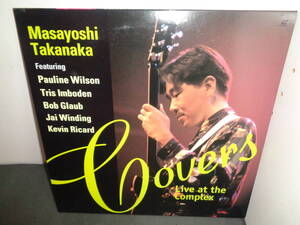 Masayoshi
Takanaka
Featuring
Pauline Wilson
Tris Imboden
Bob Glaub
Jai Winding
Kevin Ricard
Covers
Live at the
Complex